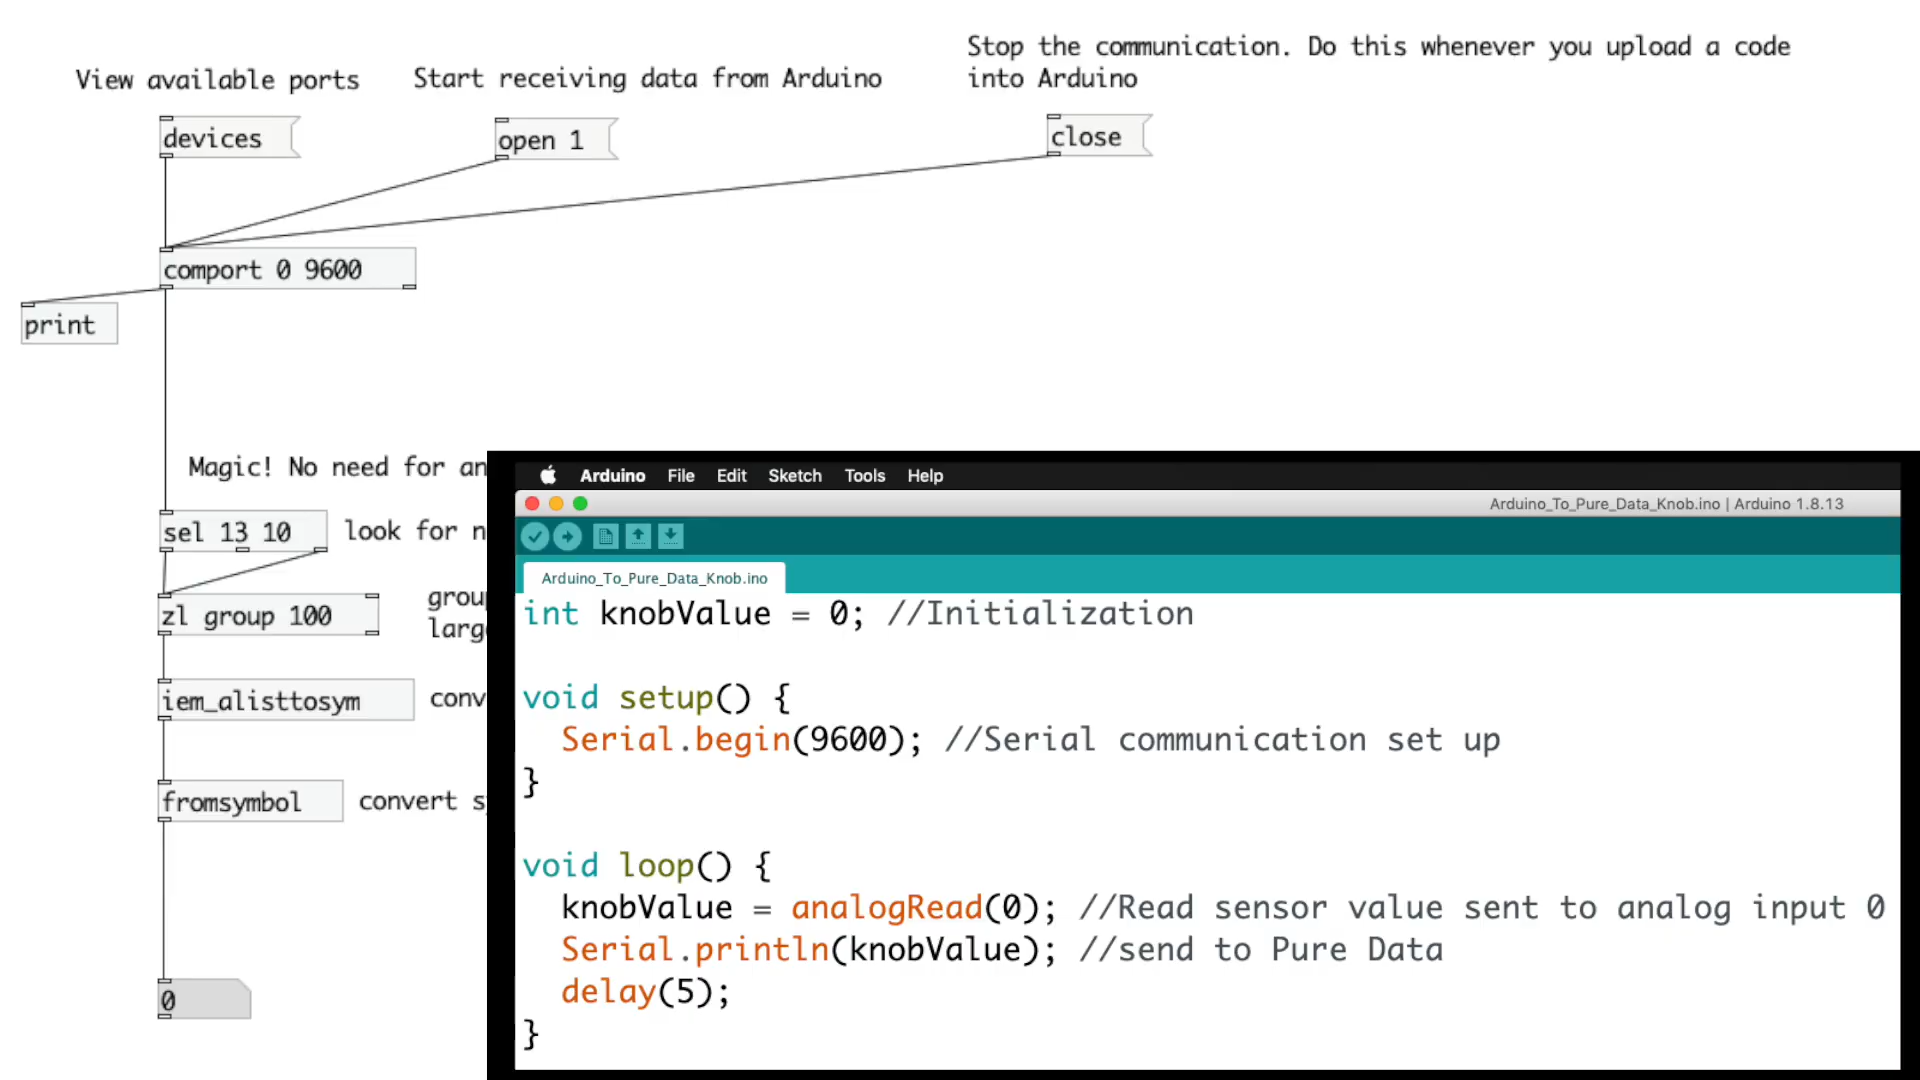 Stop the communication. Do this whenever you upload a code
into Arduino
View available ports
Start receiving data from Arduino
devices
open 1
close
comport 0 9600
print
Magic! No need for an
sel 13 10
look for n
zl group 100
grou
larg
iem_alisttosym
conv
fromsymbol
convert s
0
Arduino File Edit Sketch Tools Help
Arduino_To_Pure_Data_Knob.ino | Arduino 1.8.13
Arduino_To_Pure_Data_Knob.ino
int knobValue = 0; //Initialization
void setup() {
Serial.begin(9600); //Serial communication set up
}
void loop() {
knobValue = analogRead(0); //Read sensor value sent to analog input 0
Serial.println(knobValue); //send to Pure Data
delay(5);
}